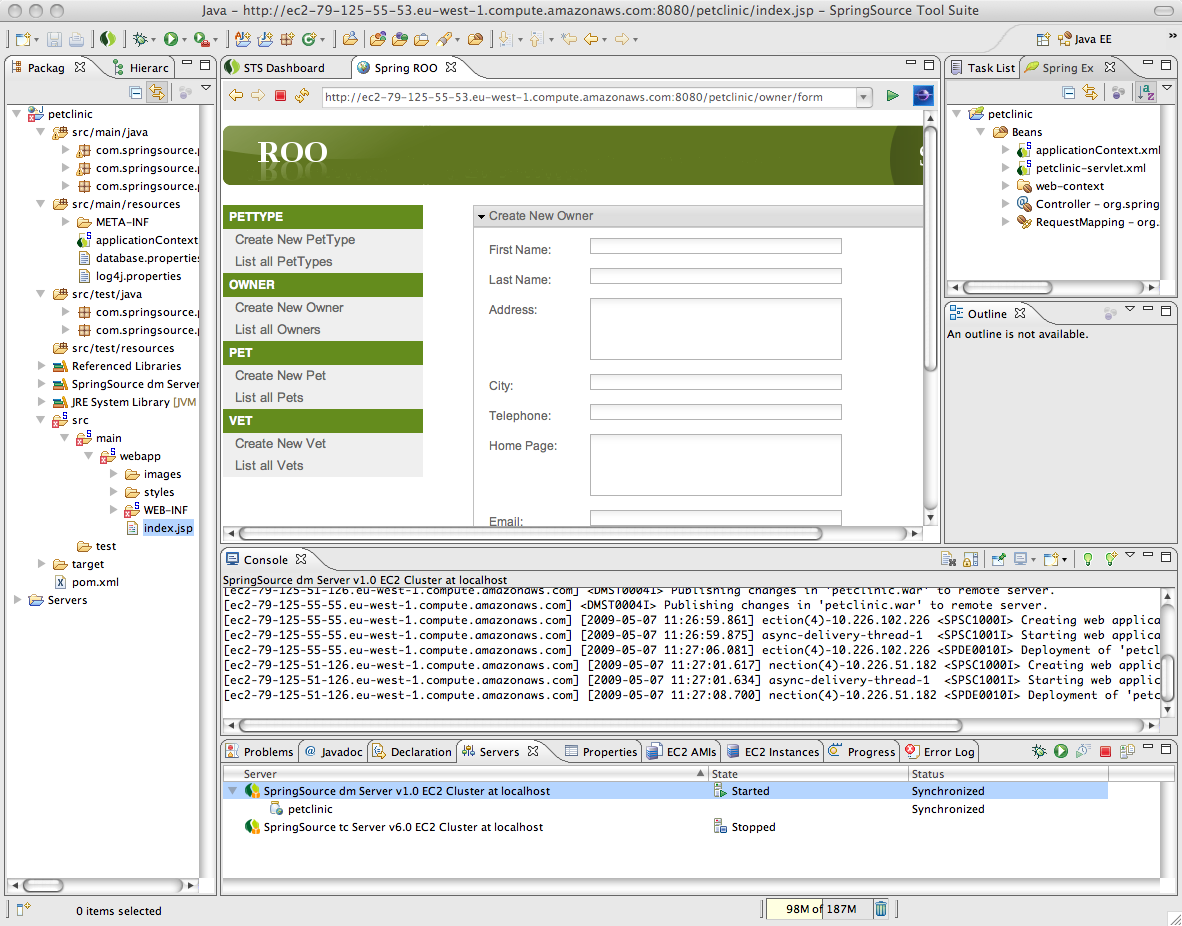 Java – http://ec2-79-125-55-53.eu-west-1.compute.amazonaws.com:8080/petclinic/index.jsp – SpringSource Tool Suite
Java EE
»
Packag
Hierarc
petclinic
src/main/java
com.springsource.
com.springsource.
com.springsource.
src/main/resources
META-INF
applicationContext
database.properties
log4j.properties
src/test/java
com.springsource.
com.springsource.
src/test/resources
Referenced Libraries
SpringSource dm Server
JRE System Library [JVM
src
main
webapp
images
styles
WEB-INF
index.jsp
test
target
pom.xml
Servers
STS Dashboard
Spring ROO
http://ec2-79-125-55-53.eu-west-1.compute.amazonaws.com:8080/petclinic/owner/form
ROO
PETTYPE
Create New PetType
List all PetTypes
OWNER
Create New Owner
List all Owners
PET
Create New Pet
List all Pets
VET
Create New Vet
List all Vets
Create New Owner
First Name:
Last Name:
Address:
City:
Telephone:
Home Page:
Email:
Task List
Spring Ex
petclinic
Beans
applicationContext.xml
petclinic-servlet.xml
web-context
Controller – org.spring
RequestMapping – org.
Outline
An outline is not available.
Console
SpringSource dm Server v1.0 EC2 Cluster at localhost
[ec2-79-125-51-126.eu-west-1.compute.amazonaws.com] <DMST0004I> Publishing changes in 'petclinic.war' to remote server.
[ec2-79-125-55-55.eu-west-1.compute.amazonaws.com] <DMST0004I> Publishing changes in 'petclinic.war' to remote server.
[ec2-79-125-55-55.eu-west-1.compute.amazonaws.com] [2009-05-07 11:26:59.861] ection(4)-10.226.102.226 <SPSC1000I> Creating web applica
[ec2-79-125-55-55.eu-west-1.compute.amazonaws.com] [2009-05-07 11:26:59.875] async-delivery-thread-1 <SPSC1001I> Starting web applica
[ec2-79-125-55-55.eu-west-1.compute.amazonaws.com] [2009-05-07 11:27:06.081] ection(4)-10.226.102.226 <SPDE0010I> Deployment of 'petcl
[ec2-79-125-51-126.eu-west-1.compute.amazonaws.com] [2009-05-07 11:27:01.617] nection(4)-10.226.51.182 <SPSC1000I> Creating web applic
[ec2-79-125-51-126.eu-west-1.compute.amazonaws.com] [2009-05-07 11:27:01.634] async-delivery-thread-1 <SPSC1001I> Starting web applic
[ec2-79-125-51-126.eu-west-1.compute.amazonaws.com] [2009-05-07 11:27:08.700] nection(4)-10.226.51.182 <SPDE0010I> Deployment of 'petc
Problems
Javadoc
Declaration
Servers
Properties
EC2 AMIs
EC2 Instances
Progress
Error Log
Server State Status
SpringSource dm Server v1.0 EC2 Cluster at localhost Started Synchronized
petclinic Synchronized
SpringSource tc Server v6.0 EC2 Cluster at localhost Stopped
0 items selected
98M of 187M